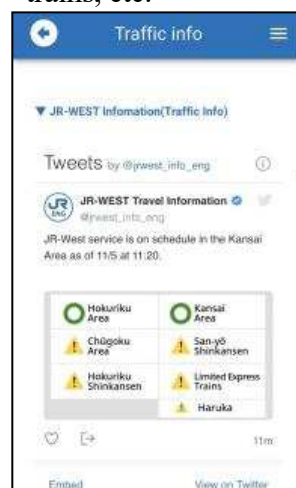 trains, etc.
Traffic info
▼ JR-WEST Infomation(Traffic Info)
Tweets by @jrwest_info_eng
JR
ENG
JR-WEST Travel Information
@jrwest_info_eng
JR-West service is on schedule in the Kansai
Area as of 11/5 at 11:20.
Hokuriku
Area
Kansai
Area
Chūgoku
Area
San-yō
Shinkansen
Hokuriku
Shinkansen
Limited Express
Trains
Haruka
11m
Embed
View on Twitter